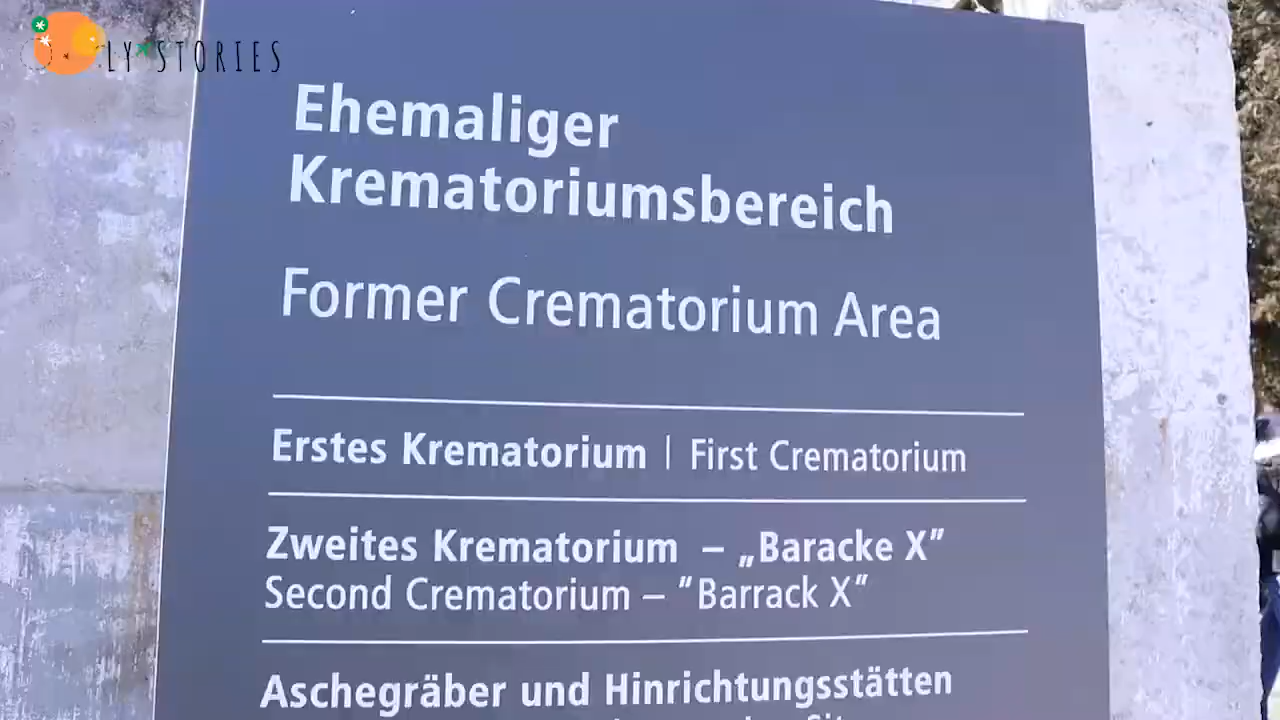 LY STORIES
Ehemaliger
Krematoriumsbereich
Former Crematorium Area
Erstes Krematorium | First Crematorium
Zweites Krematorium – „Baracke X”
Second Crematorium – ”Barrack X”
Aschegräber und Hinrichtungsstätten